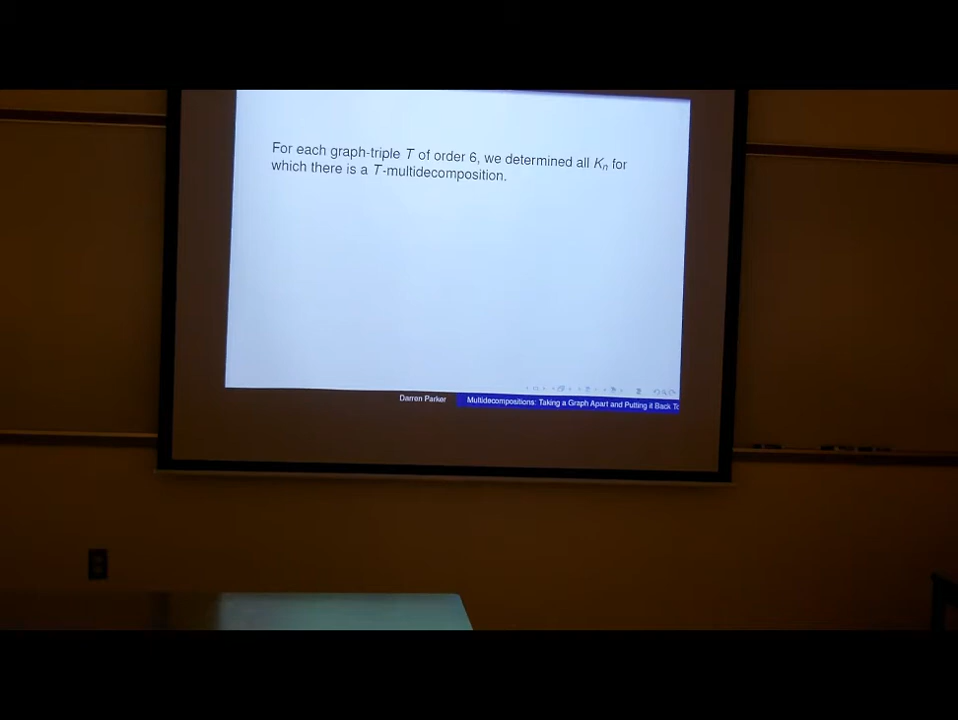 For each graph-triple T of order 6, we determined all Kn for
which there is a T-multidecomposition.
Darren Parker
Multidecompositions: Taking a Graph Apart and Putting it Back To